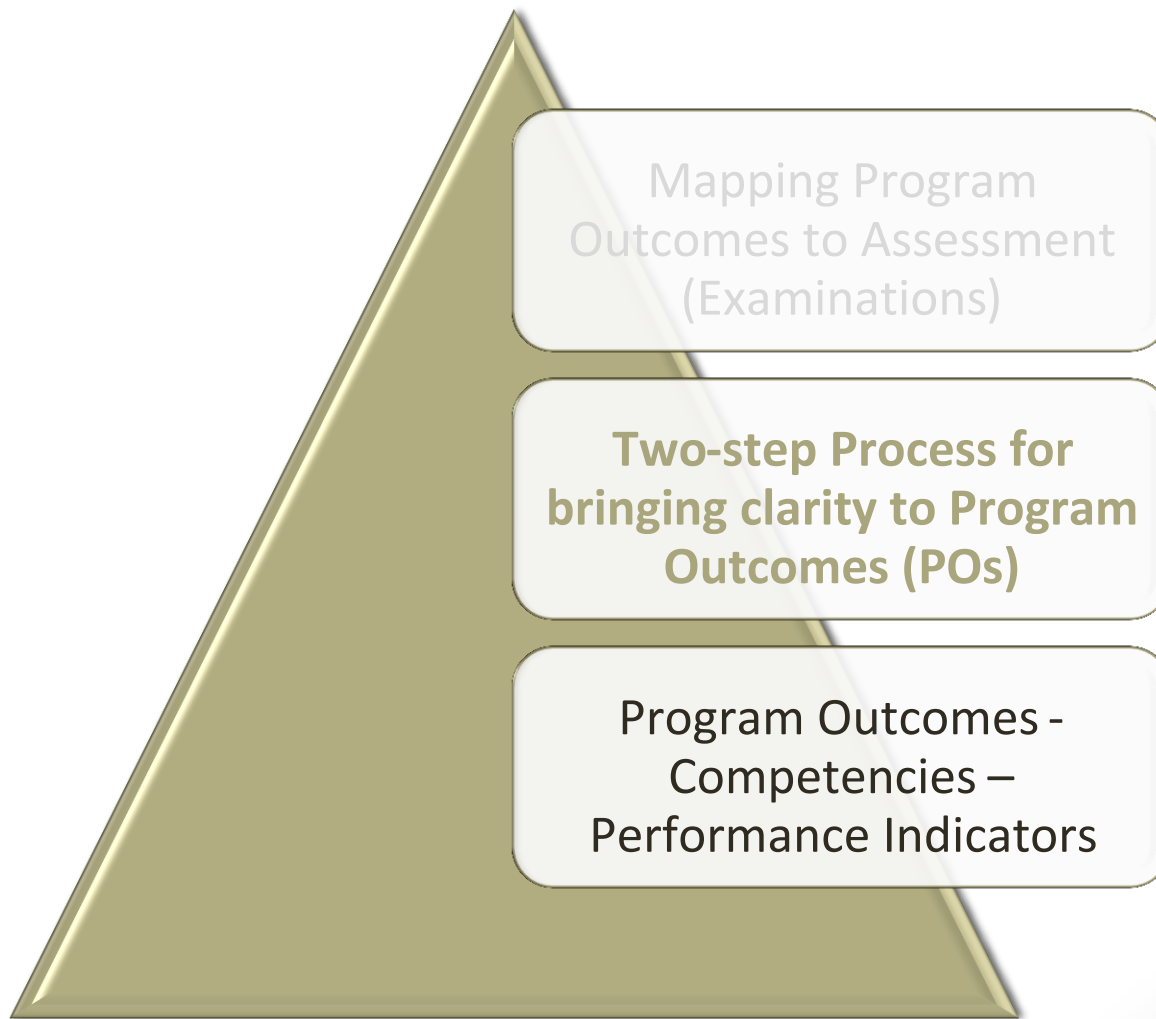 Mapping Program
Outcomes to Assessment
(Examinations)
Two-step Process for
bringing clarity to Program
Outcomes (POs)
Program Outcomes -
Competencies –
Performance Indicators